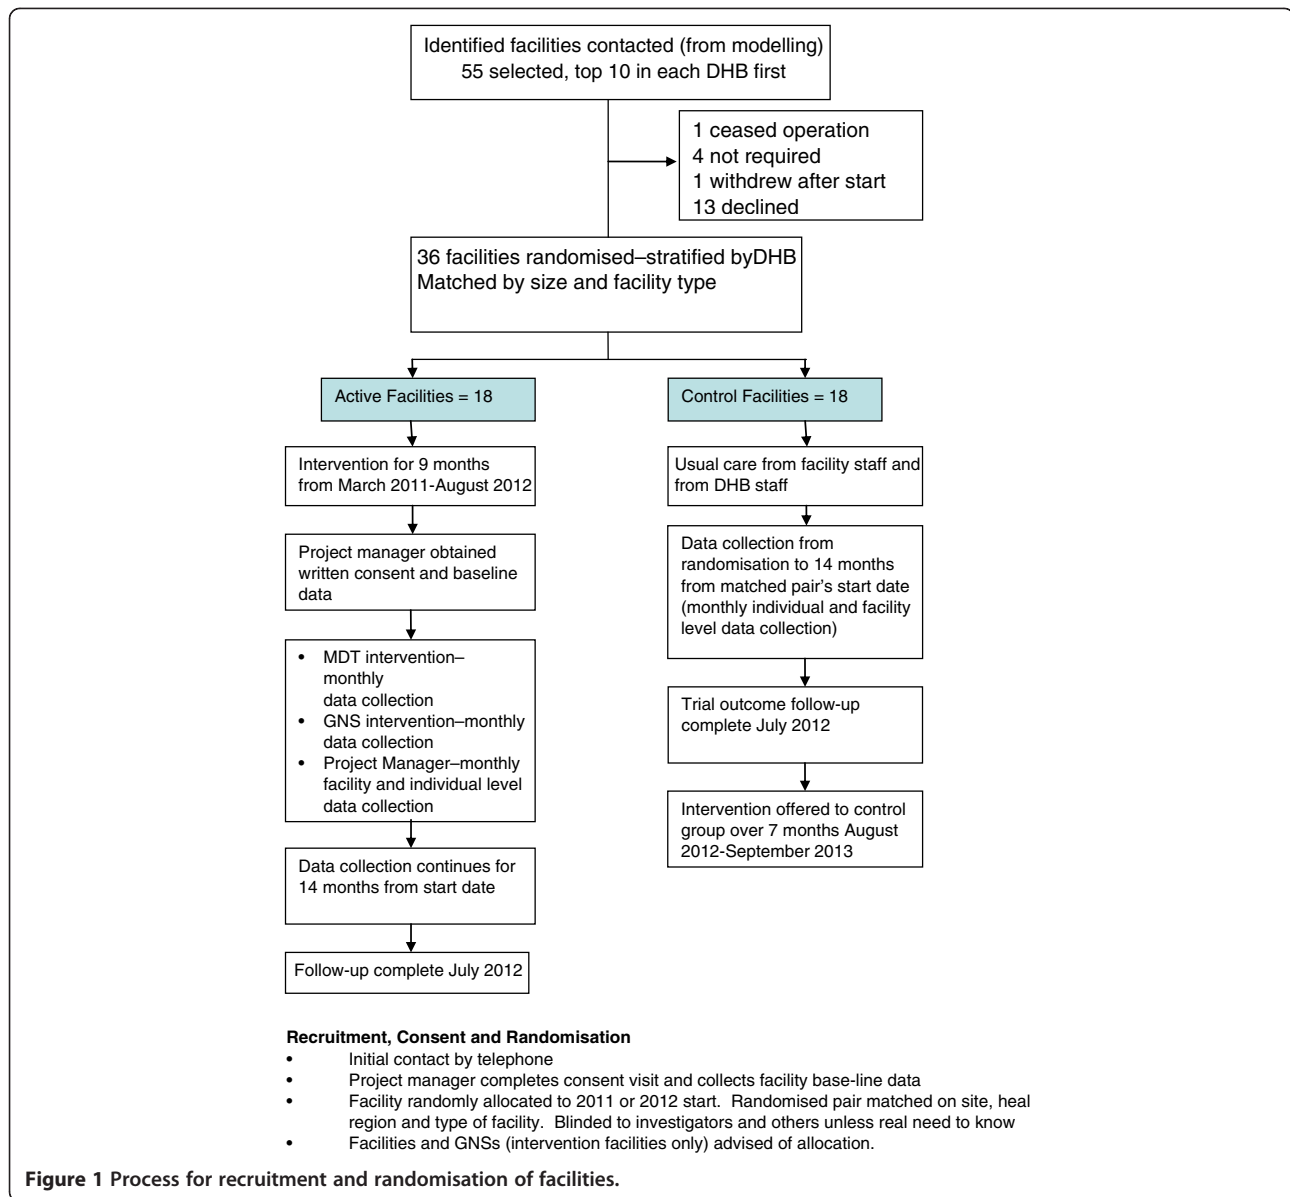 Identified facilities contacted (from modelling)
55 selected, top 10 in each DHB first
1 ceased operation
4 not required
1 withdrew after start
13 declined
36 facilities randomised–stratified byDHB
Matched by size and facility type
Active Facilities = 18
Intervention for 9 months
from March 2011-August 2012
Project manager obtained
written consent and baseline
data
• MDT intervention–
monthly
data collection
• GNS intervention–monthly
data collection
• Project Manager–monthly
facility and individual level
data collection
Data collection continues for
14 months from start date
Follow-up complete July 2012
Control Facilities = 18
Usual care from facility staff and
from DHB staff
Data collection from
randomisation to 14 months
from matched pair's start date
(monthly individual and facility
level data collection)
Trial outcome follow-up
complete July 2012
Intervention offered to control
group over 7 months August
2012-September 2013
Recruitment, Consent and Randomisation
• Initial contact by telephone
• Project manager completes consent visit and collects facility base-line data
• Facility randomly allocated to 2011 or 2012 start. Randomised pair matched on site, heal
region and type of facility. Blinded to investigators and others unless real need to know
• Facilities and GNSs (intervention facilities only) advised of allocation.
Figure 1 Process for recruitment and randomisation of facilities.